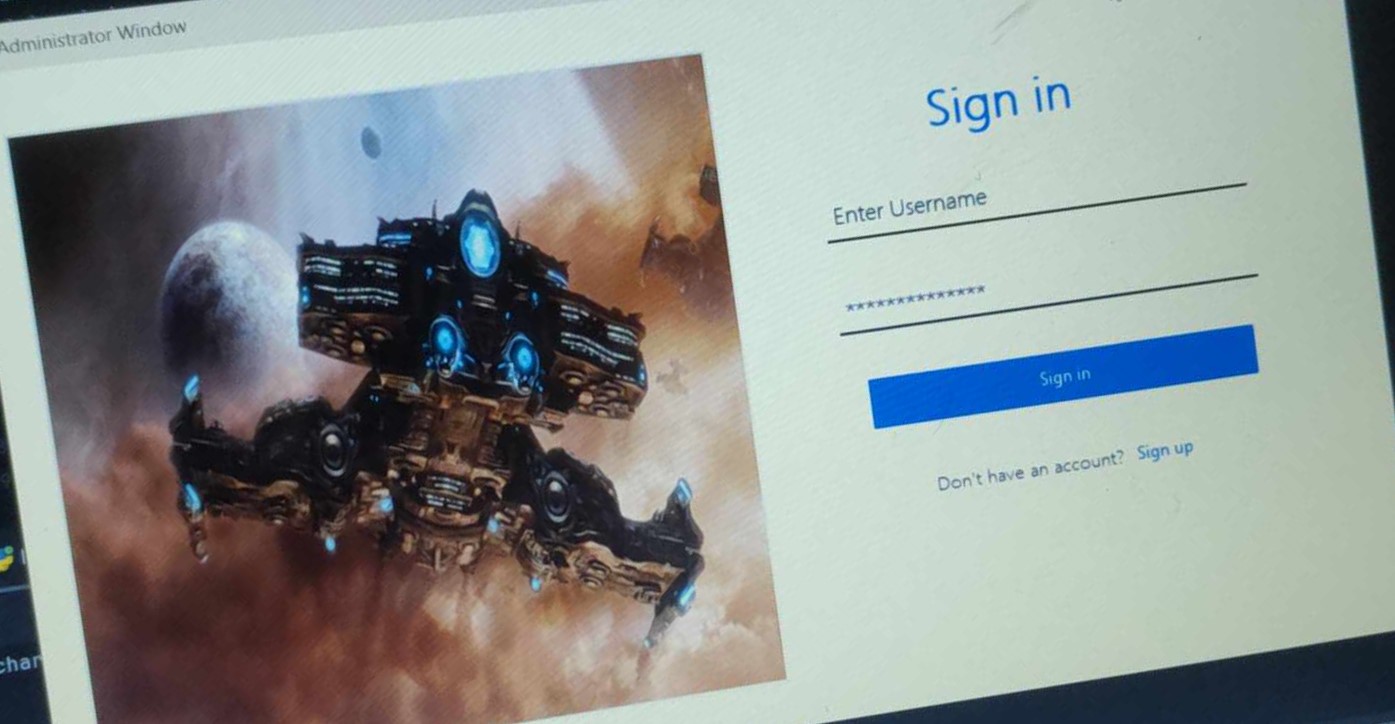 Administrator Window
Sign in
Enter Username
**************
Sign in
Don't have an account? Sign up
char